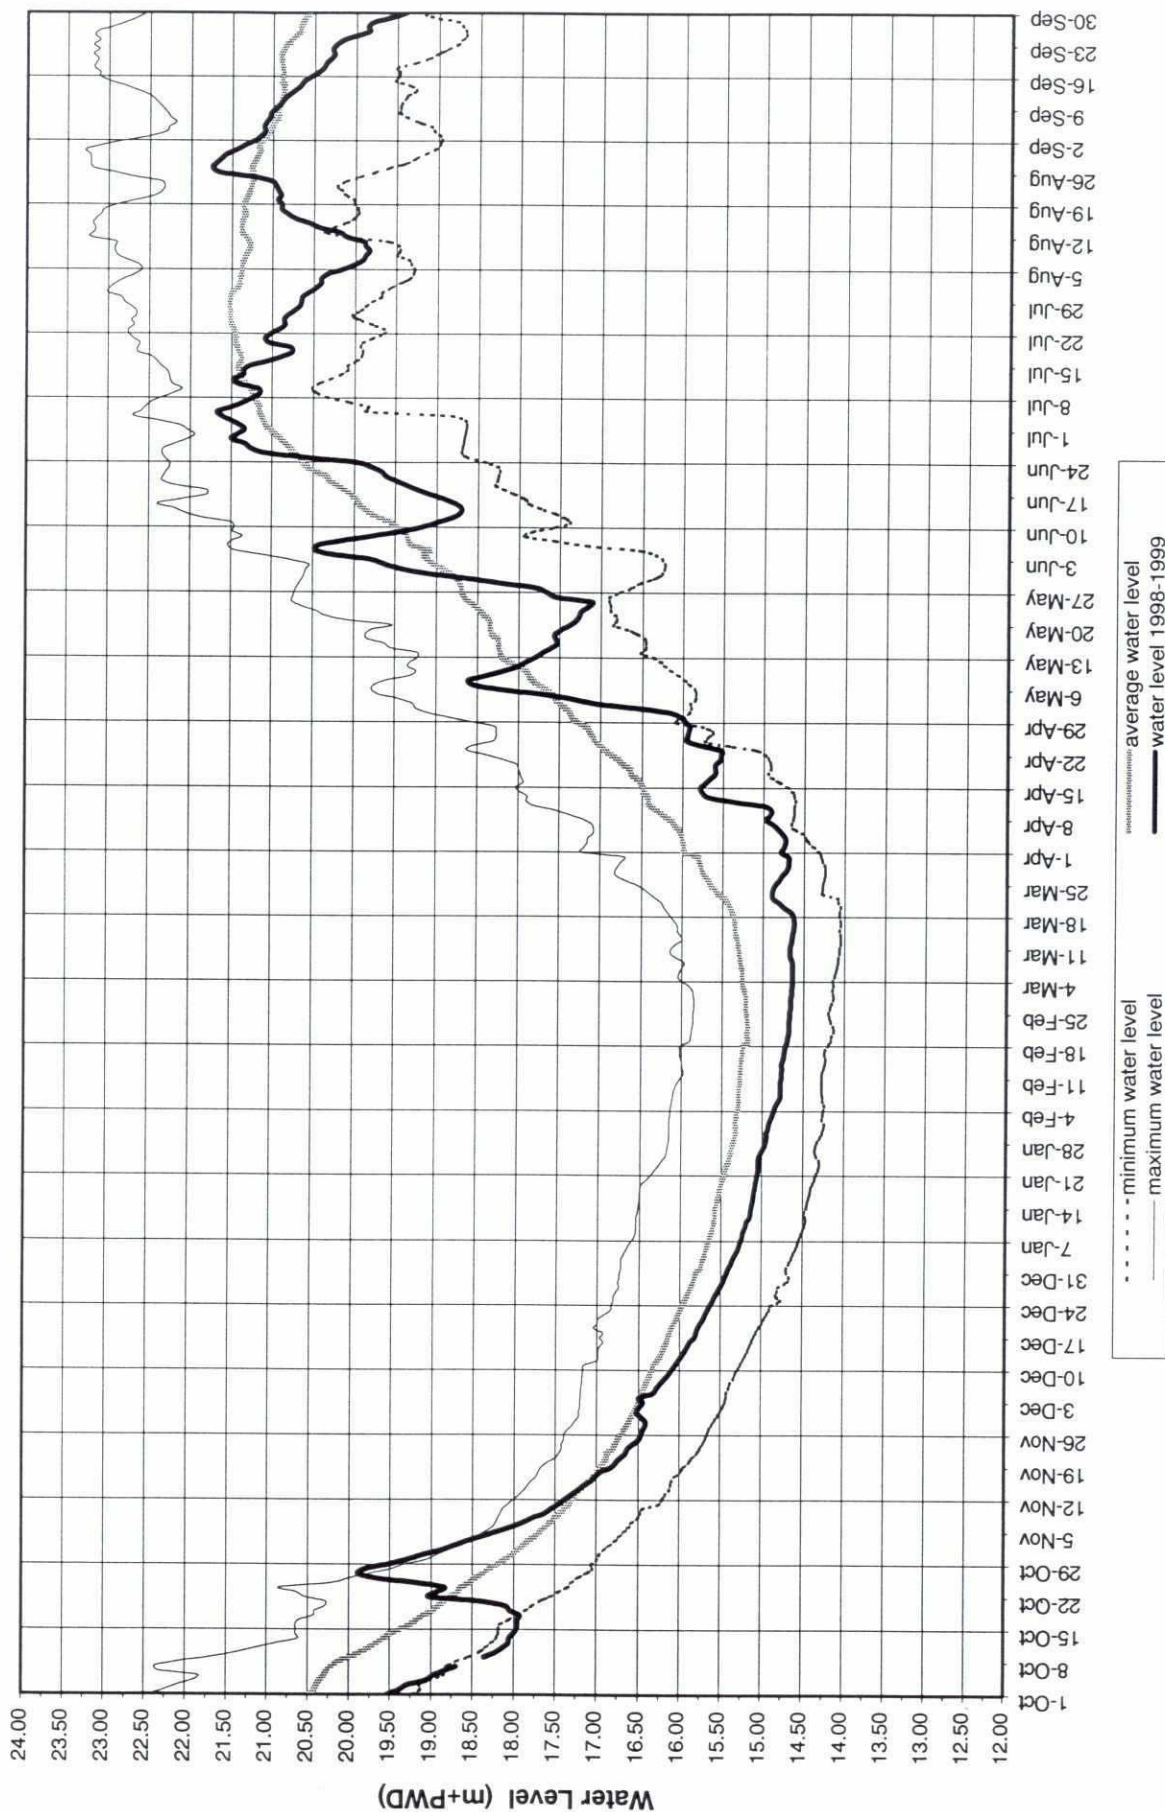 Water Level (m+PWD)
24.00
23.50
23.00
22.50
22.00
21.50
21.00
20.50
20.00
19.50
19.00
18.50
18.00
17.50
17.00
16.50
16.00
15.50
15.00
14.50
14.00
13.50
13.00
12.50
12.00
1-Oct
8-Oct
15-Oct
22-Oct
29-Oct
5-Nov
12-Nov
19-Nov
26-Nov
3-Dec
10-Dec
17-Dec
24-Dec
31-Dec
7-Jan
14-Jan
21-Jan
28-Jan
4-Feb
11-Feb
18-Feb
25-Feb
4-Mar
11-Mar
18-Mar
25-Mar
1-Apr
8-Apr
15-Apr
22-Apr
29-Apr
6-May
13-May
20-May
27-May
3-Jun
10-Jun
17-Jun
24-Jun
1-Jul
8-Jul
15-Jul
22-Jul
29-Jul
5-Aug
12-Aug
19-Aug
26-Aug
2-Sep
9-Sep
16-Sep
23-Sep
30-Sep
minimum water level
average water level
maximum water level
water level 1998-1999